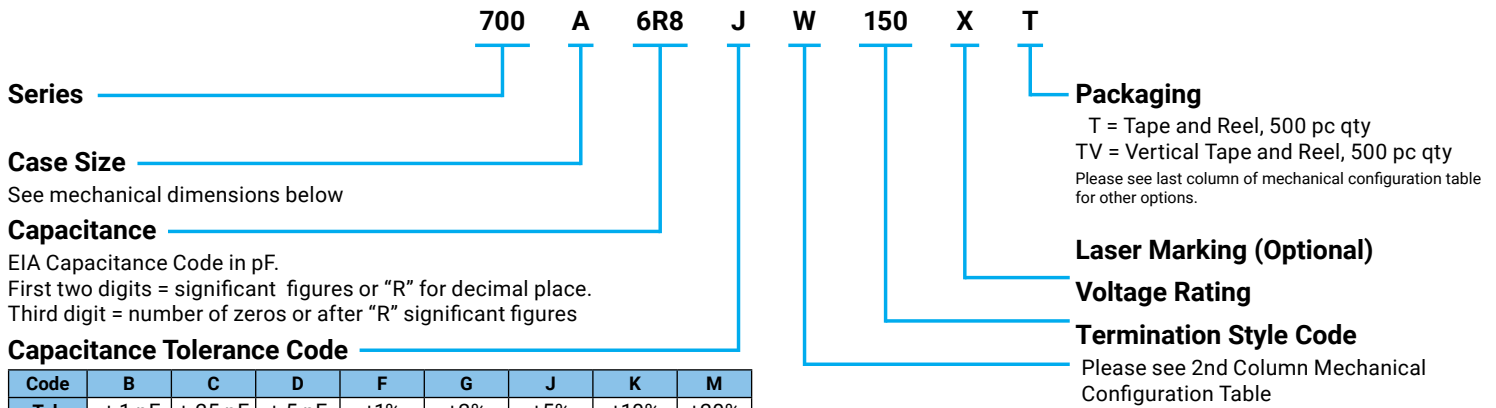 700 A 6R8 J W 150 X T
Series
Case Size
See mechanical dimensions below
Capacitance
EIA Capacitance Code in pF.
First two digits = significant figures or “R” for decimal place.
Third digit = number of zeros or after “R” significant figures
Capacitance Tolerance Code
Code B C D F G J K M
Packaging
T = Tape and Reel, 500 pc qty
TV = Vertical Tape and Reel, 500 pc qty
Please see last column of mechanical configuration table
for other options.
Laser Marking (Optional)
Voltage Rating
Termination Style Code
Please see 2nd Column Mechanical
Configuration Table